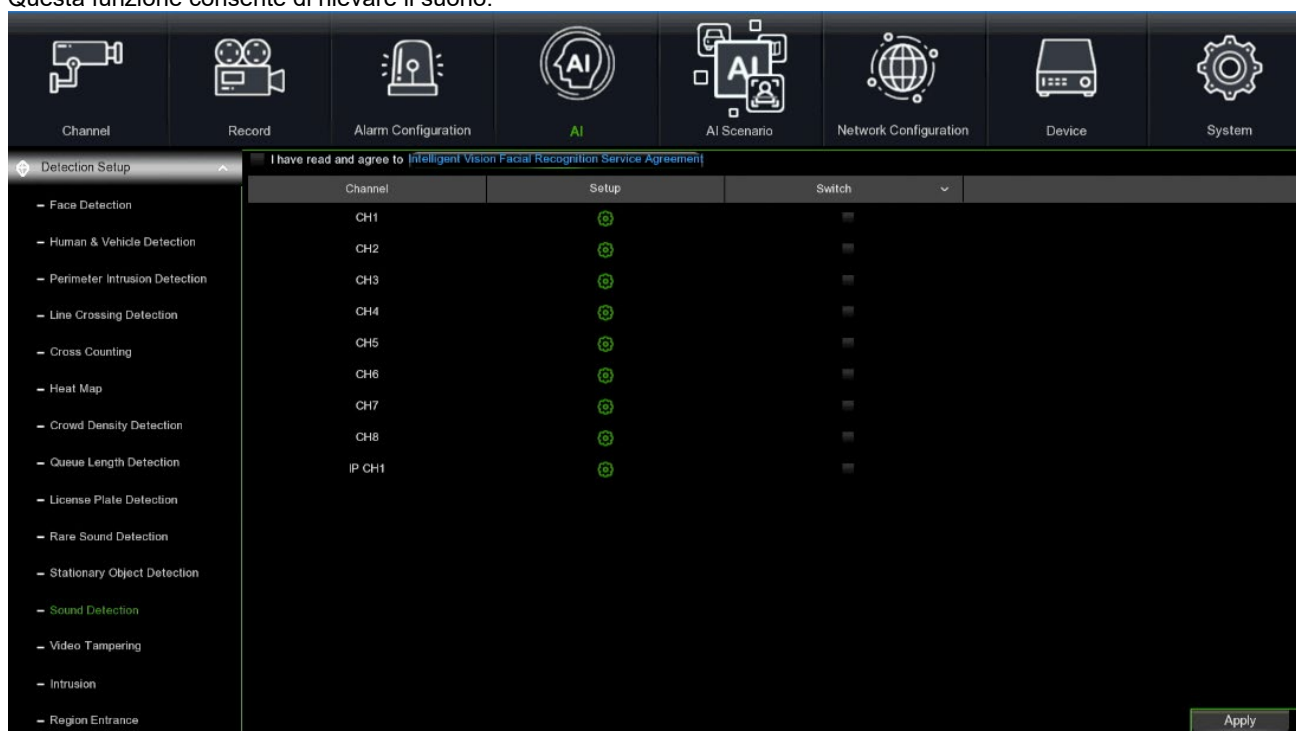 Questa funzione consente di rilevare il suono.
Channel Record Alarm Configuration AI AI Scenario Network Configuration Device System
Detection Setup
I have read and agree to Intelligent Vision Facial Recognition Service Agreement
Channel Setup Switch
– Face Detection
– Human & Vehicle Detection
– Perimeter Intrusion Detection
– Line Crossing Detection
– Cross Counting
– Heat Map
– Crowd Density Detection
– Queue Length Detection
– License Plate Detection
– Rare Sound Detection
– Stationary Object Detection
– Sound Detection
– Video Tampering
– Intrusion
– Region Entrance
CH1
CH2
CH3
CH4
CH5
CH6
CH7
CH8
IP CH1
Apply